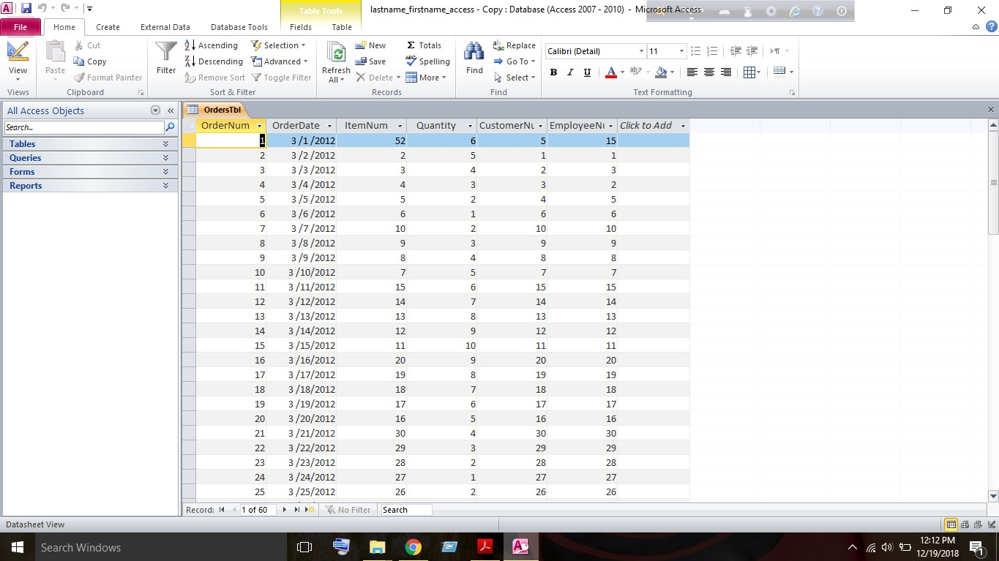 Table Tools
lastname_firstname_access - Copy : Database (Access 2007 - 2010) - Microsoft Access
File Home Create External Data Database Tools Fields Table
View
Views
Paste
Cut
Copy
Format Painter
Clipboard
Filter
Ascending
Descending
Remove Sort
Selection
Advanced
Toggle Filter
Sort & Filter
Refresh
All
New
Save
Delete
Totals
Spelling
More
Records
Find
Replace
Go To
Select
Find
Calibri (Detail) 11
B I U A ab
Text Formatting
All Access Objects
Search...
Tables
Queries
Forms
Reports
OrdersTbl
OrderNum OrderDate ItemNum Quantity CustomerNu EmployeeNu Click to Add
1 3 /1 /2012 52 6 5 15
2 3 /2 /2012 2 5 1 1
3 3 /3 /2012 3 4 2 3
4 3 /4 /2012 4 3 3 2
5 3 /5 /2012 5 2 4 5
6 3 /6 /2012 6 1 6 6
7 3 /7 /2012 10 2 10 10
8 3 /8 /2012 9 3 9 9
9 3 /9 /2012 8 4 8 8
10 3 /10/2012 7 5 7 7
11 3 /11/2012 15 6 15 15
12 3 /12/2012 14 7 14 14
13 3 /13/2012 13 8 13 13
14 3 /14/2012 12 9 12 12
15 3 /15/2012 11 10 11 11
16 3 /16/2012 20 9 20 20
17 3 /17/2012 19 8 19 19
18 3 /19/2012 18 7 18 18
19 3 /19/2012 17 6 17 17
20 3 /20/2012 16 5 16 16
21 3 /21/2012 30 4 30 30
22 3 /22/2012 29 3 29 29
23 3 /23/2012 28 2 28 28
24 3 /24/2012 27 1 27 27
25 3 /25/2012 26 2 26 26
Record: 1 of 60 No Filter Search
Datasheet View
Search Windows
12:12 PM
12/19/2018
1